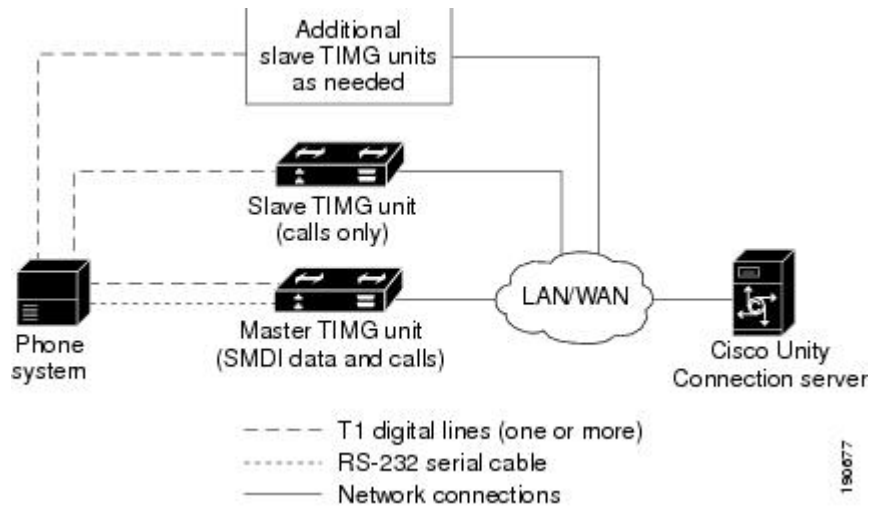 Additional
slave TIMG units
as needed
Slave TIMG unit
(calls only)
LAN/WAN
Phone
system
Master TIMG unit
(SMDI data and calls)
Cisco Unity
Connection server
T1 digital lines (one or more)
RS-232 serial cable
Network connections
190677